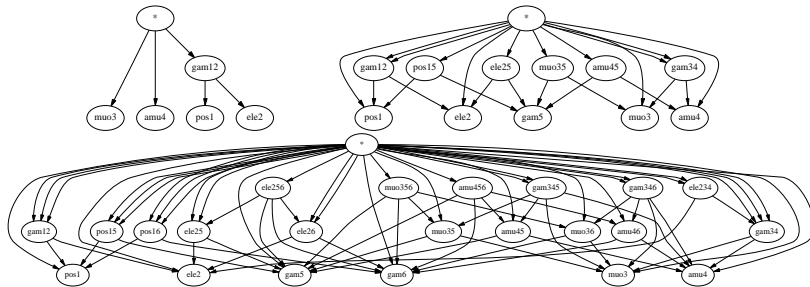 * *
gam12 pos15 ele25 muo35 amu45 gam34
gam12
muo3 amu4 pos1 ele2 pos1 ele2 gam5 muo3 amu4
*
ele256 muo356 amu456 gam345 gam346 ele234
gam12 pos15 pos16 ele25 ele26 muo35 amu45 muo36 amu46 gam34
pos1 ele2 gam5 gam6 muo3 amu4